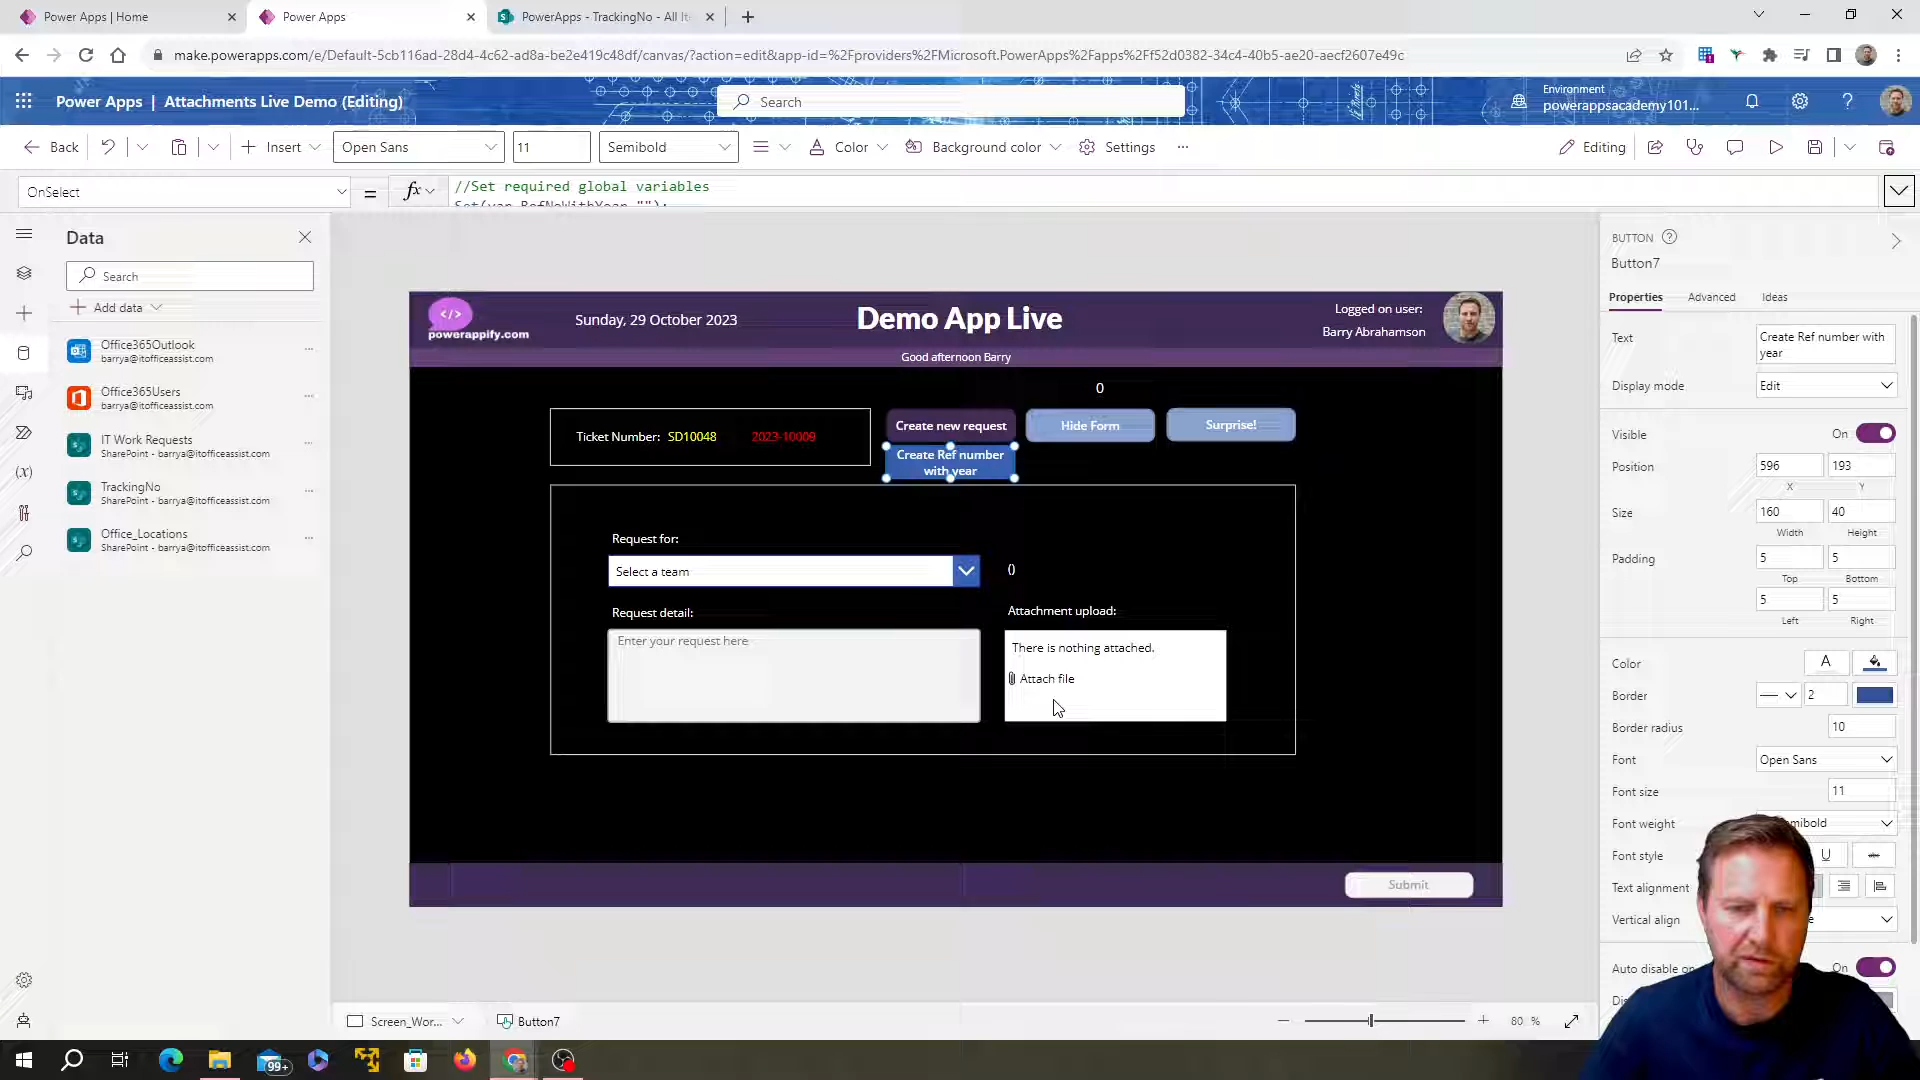 Power Apps | Home
Power Apps
PowerApps - TrackingNo - All It
make.powerapps.com/e/Default-5cb116ad-28d4-4c62-ad8a-be2e419c48df/canvas/?action=edit&app-id=%2Fproviders%2FMicrosoft.PowerApps%2Fapps%2Ff52d0382-34c4-40b5-ae20-aecf2607e49c
Power Apps | Attachments Live Demo (Editing)
Search
Environment
powerappsacademy101...
Back
Insert
Open Sans
11
Semibold
Color
Background color
Settings
Editing
OnSelect
= fx
//Set required global variables
Set(var_RefNoWithYear,"");
Data
Search
Add data
Office365Outlook
barrya@itofficeassist.com
Office365Users
barrya@itofficeassist.com
IT Work Requests
SharePoint - barrya@itofficeassist.com
TrackingNo
SharePoint - barrya@itofficeassist.com
Office_Locations
SharePoint - barrya@itofficeassist.com
</>
powerappify.com
Sunday, 29 October 2023
Demo App Live
Logged on user:
Barry Abrahamson
Good afternoon Barry
0
Ticket Number: SD10048 2023-10009
Create new request
Hide Form
Surprise!
Create Ref number
with year
Request for:
Select a team
()
Request detail:
Enter your request here
Attachment upload:
There is nothing attached.
Attach file
Submit
Screen_Wor...
Button7
80 %
BUTTON
Button7
Properties
Advanced
Ideas
Text
Create Ref number with
year
Display mode
Edit
Visible
On
Position
596
193
X
Y
Size
160
40
Width
Height
Padding
5
5
Top
Bottom
5
5
Left
Right
Color
A
Border
2
Border radius
10
Font
Open Sans
Font size
11
Font weight
Font style
U
Text alignment
Vertical align
Auto disable on
On
99+